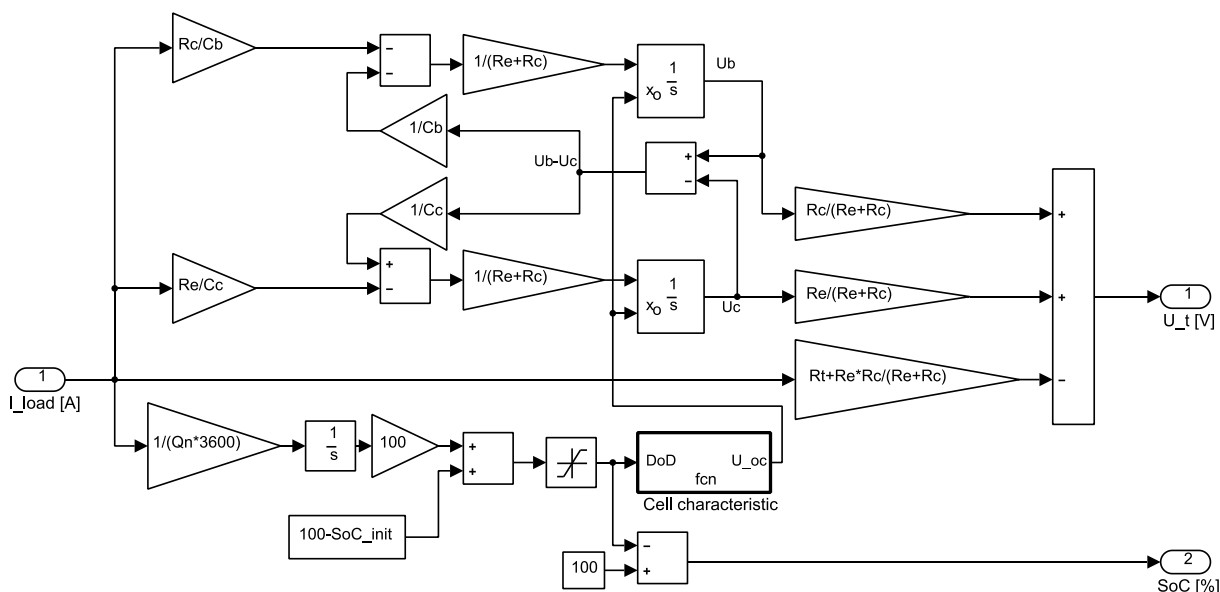 Rc/Cb
−
−
1/(Re+Rc)
1
s
xo
Ub
1/Cb
Ub-Uc
+
−
1/Cc
Rc/(Re+Rc)
+
Re/Cc
+
−
1/(Re+Rc)
1
s
xo
Uc
Re/(Re+Rc)
+
1
U_t [V]
1
I_load [A]
Rt+Re*Rc/(Re+Rc)
−
1/(Qn*3600)
1
s
100
+
+
DoD
U_oc
fcn
Cell characteristic
100-SoC_init
−
100
+
2
SoC [%]